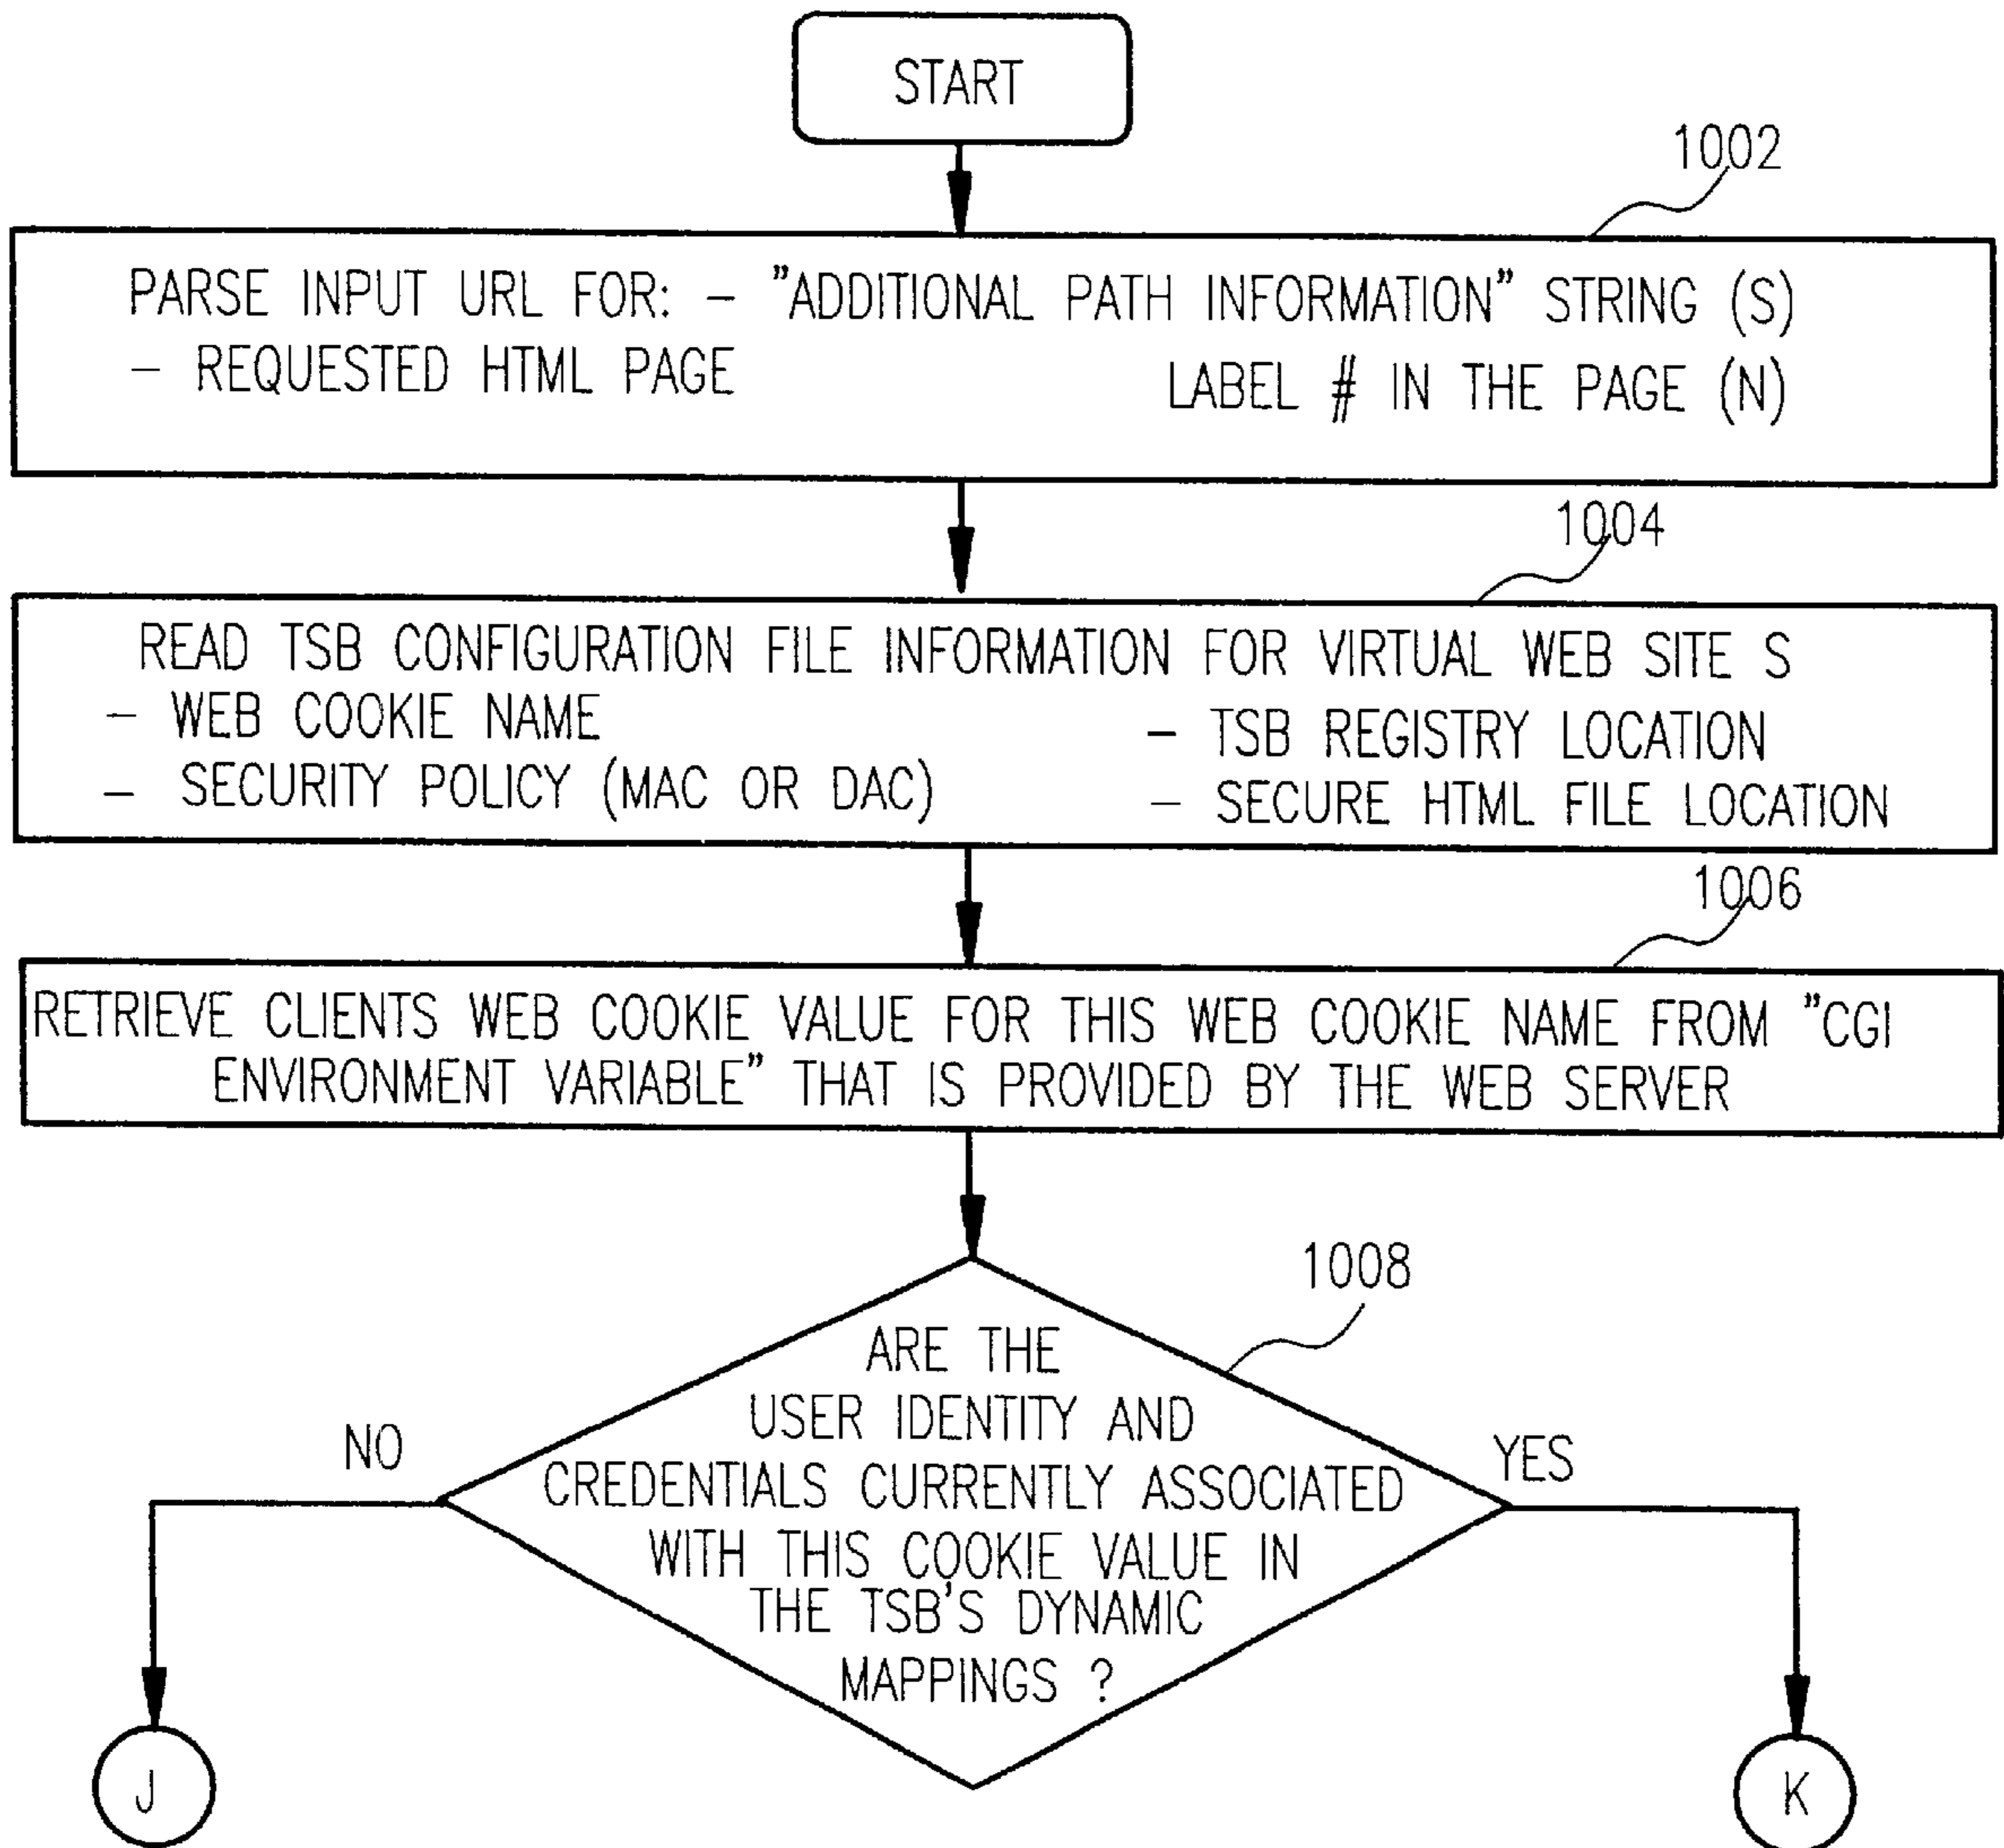 START
1002
PARSE INPUT URL FOR: – "ADDITIONAL PATH INFORMATION" STRING (S)
– REQUESTED HTML PAGE LABEL # IN THE PAGE (N)
1004
READ TSB CONFIGURATION FILE INFORMATION FOR VIRTUAL WEB SITE S
– WEB COOKIE NAME – TSB REGISTRY LOCATION
– SECURITY POLICY (MAC OR DAC) – SECURE HTML FILE LOCATION
1006
RETRIEVE CLIENTS WEB COOKIE VALUE FOR THIS WEB COOKIE NAME FROM "CGI
ENVIRONMENT VARIABLE" THAT IS PROVIDED BY THE WEB SERVER
1008
ARE THE
USER IDENTITY AND
CREDENTIALS CURRENTLY ASSOCIATED
WITH THIS COOKIE VALUE IN
THE TSB'S DYNAMIC
MAPPINGS ?
NO
YES
J
K